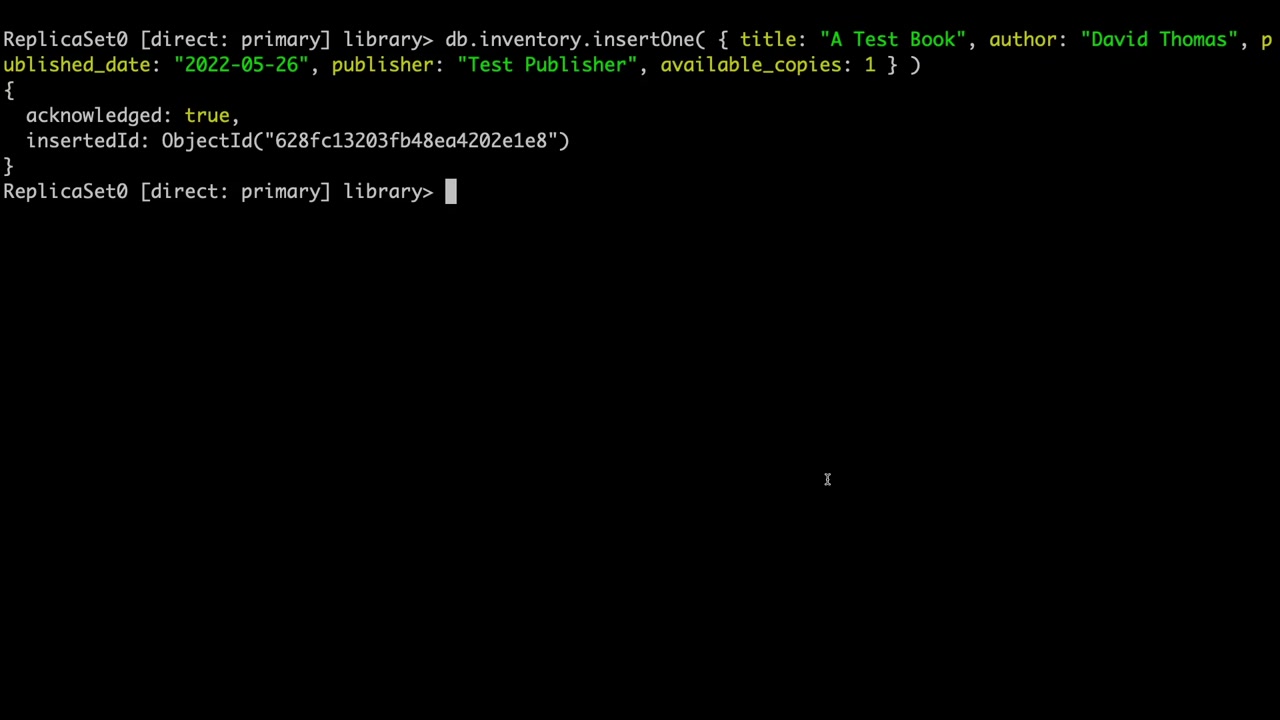 ReplicaSet0 [direct: primary] library> db.inventory.insertOne( { title: "A Test Book", author: "David Thomas", p
ublished_date: "2022-05-26", publisher: "Test Publisher", available_copies: 1 } )
{
  acknowledged: true,
  insertedId: ObjectId("628fc13203fb48ea4202e1e8")
}
ReplicaSet0 [direct: primary] library>